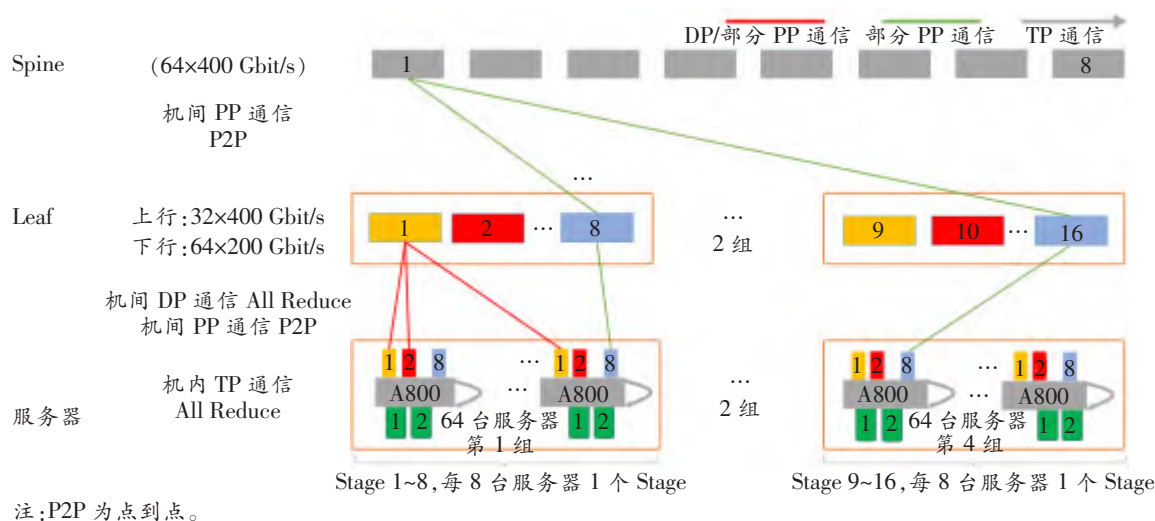 DP/部分 PP 通信 部分 PP 通信 TP 通信
Spine (64×400 Gbit/s) 1 8
机间 PP 通信
P2P
…
Leaf 上行:32×400 Gbit/s
下行:64×200 Gbit/s
1 2 … 8
…
2 组
9 10 … 16
机间 DP 通信 All Reduce
机间 PP 通信 P2P
服务器
机内 TP 通信
All Reduce
1 2 8 … 1 2 8
A800 … A800
1 2 1 2
64 台服务器
第 1 组
…
2 组
1 2 8 … 1 2 8
A800 … A800
1 2 1 2
64 台服务器
第 4 组
Stage 1~8,每 8 台服务器 1 个 Stage
Stage 9~16,每 8 台服务器 1 个 Stage
注:P2P 为点到点。